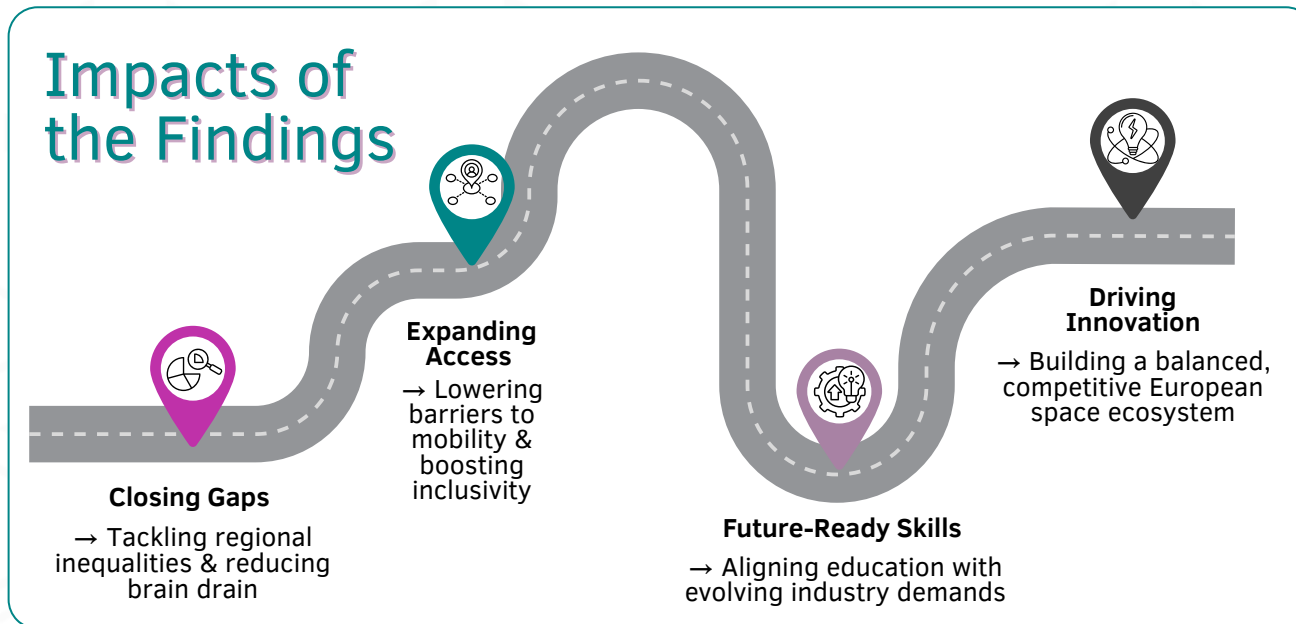 Impacts of
the Findings
Closing Gaps
→ Tackling regional
inequalities & reducing
brain drain
Expanding
Access
→ Lowering
barriers to
mobility &
boosting
inclusivity
Future-Ready Skills
→ Aligning education with
evolving industry demands
Driving
Innovation
→ Building a balanced,
competitive European
space ecosystem